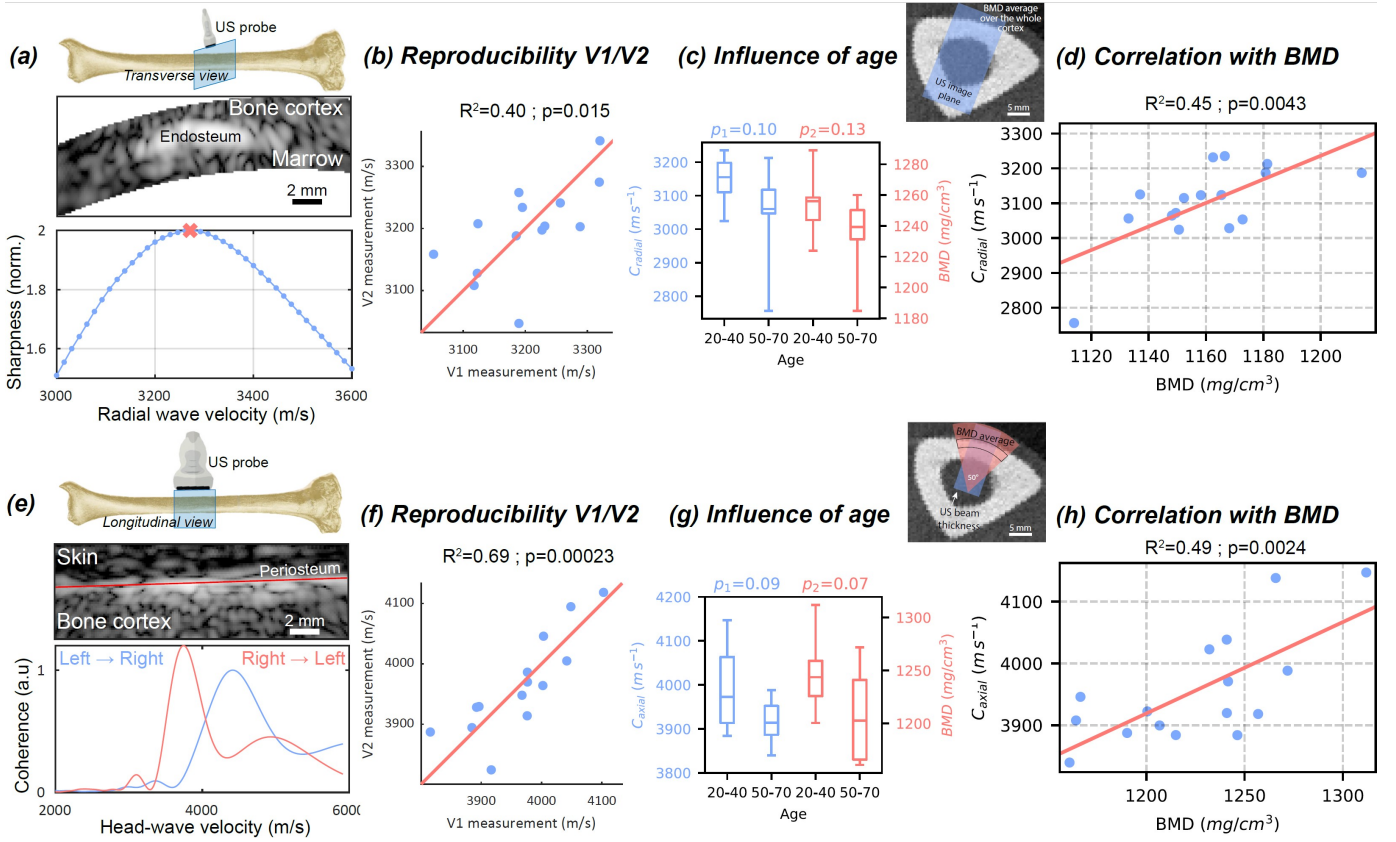 (a)
US probe
Transverse view
Bone cortex
Endosteum
Marrow
2 mm
Sharpness (norm.)
2
1.8
1.6
3000
3200
3400
3600
Radial wave velocity (m/s)
(b) Reproducibility V1/V2
R²=0.40 ; p=0.015
V2 measurement (m/s)
3300
3200
3100
3100
3200
3300
V1 measurement (m/s)
(c) Influence of age
p₁=0.10
p₂=0.13
C_radial (m s⁻¹)
3200
3100
3000
2900
2800
1280
1260
1240
1220
1200
1180
BMD (mg/cm³)
20-40
50-70
20-40
50-70
Age
BMD average
over the whole
cortex
US image
plane
5 mm
(d) Correlation with BMD
R²=0.45 ; p=0.0043
C_radial (m s⁻¹)
3300
3200
3100
3000
2900
2800
1120
1140
1160
1180
1200
BMD (mg/cm³)
(e)
US probe
Longitudinal view
Skin
Periosteum
Bone cortex
2 mm
Left → Right
Right → Left
Coherence (a.u
1
0
2000
4000
6000
Head-wave velocity (m/s)
(f) Reproducibility V1/V2
R²=0.69 ; p=0.00023
V2 measurement (m/s)
4100
4000
3900
3900
4000
4100
V1 measurement (m/s)
(g) Influence of age
p₁=0.09
p₂=0.07
C_axial (m s⁻¹)
4200
4100
4000
3900
3800
1300
1250
1200
BMD (mg/cm³)
20-40
50-70
20-40
50-70
Age
BMD average
50°
US beam
thickness
5 mm
(h) Correlation with BMD
R²=0.49 ; p=0.0024
C_axial (m s⁻¹)
4100
4000
3900
1200
1250
1300
BMD (mg/cm³)